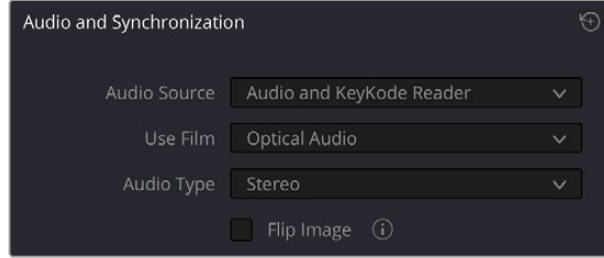 Audio and Synchronization
Audio Source Audio and KeyKode Reader
Use Film Optical Audio
Audio Type Stereo
Flip Image